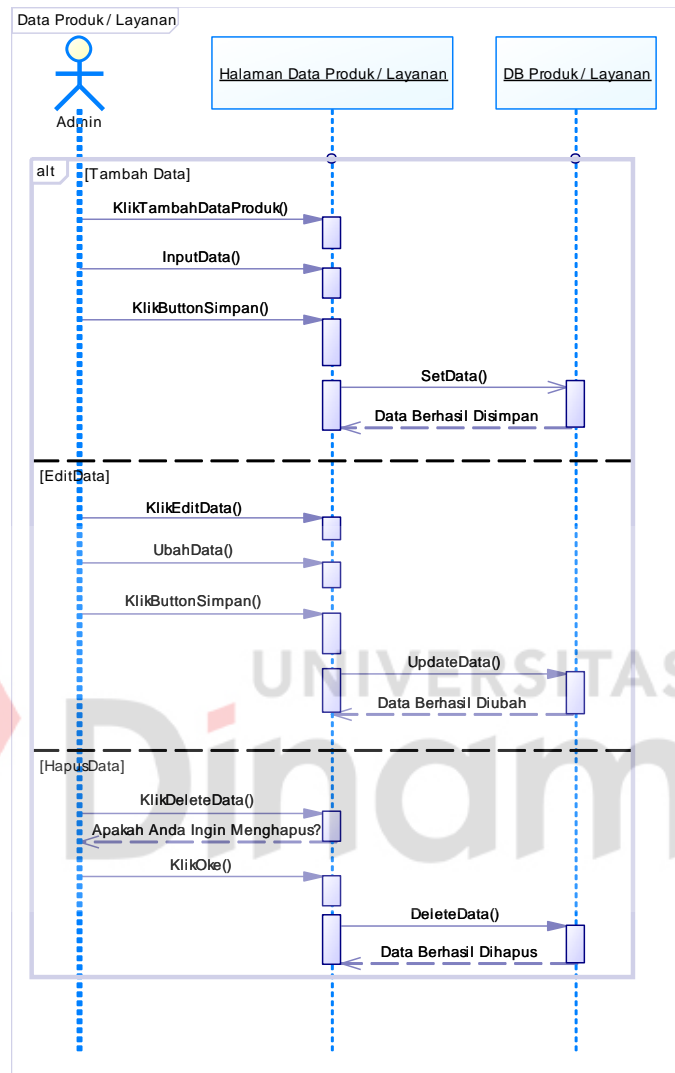 Data Produk / Layanan
Halaman Data Produk / Layanan
DB Produk / Layanan
Admin
alt
[Tambah Data]
KlikTambahDataProduk()
InputData()
KlikButtonSimpan()
SetData()
Data Berhasil Disimpan
[EditData]
KlikEditData()
UbahData()
KlikButtonSimpan()
UpdateData()
UNIVERSITAS
Data Berhasil Diubah
Dinam
[HapusData]
KlikDeleteData()
Apakah Anda Ingin Menghapus?
KlikOke()
DeleteData()
Data Berhasil Dihapus